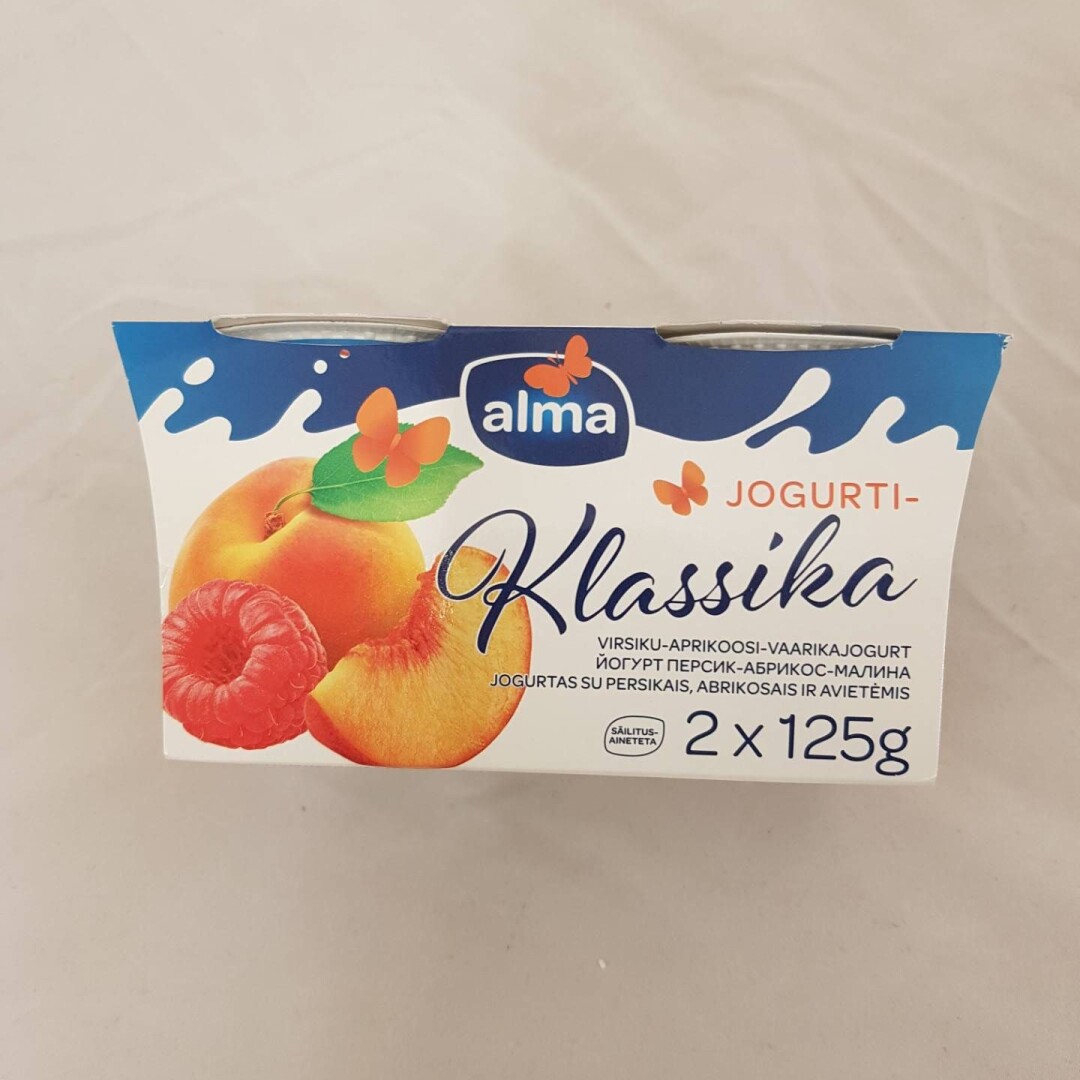 alma
JOGURTI-
Klassika
VIRSIKU-APRIKOOSI-VAARIKAJOGURT
ЙОГУРТ ПЕРСИК-АБРИКОС-МАЛИНА
JOGURTAS SU PERSIKAIS, ABRIKOSAIS IR AVIETĖMIS
SÄILITUS-
AINETETA
2 x 125g